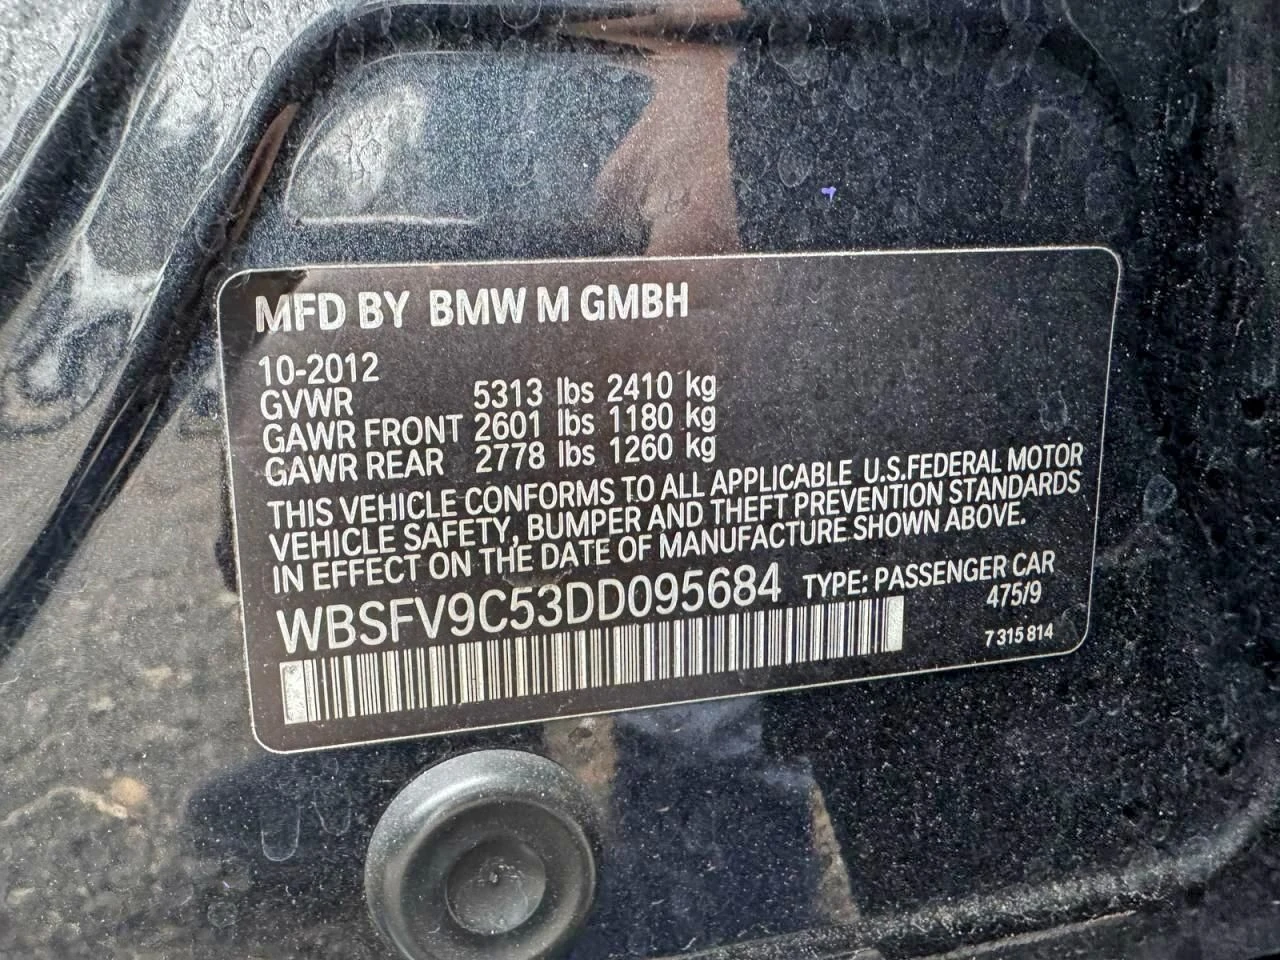 MFD BY BMW M GMBH
10-2012
GVWR 5313 lbs 2410 kg
GAWR FRONT 2601 lbs 1180 kg
GAWR REAR 2778 lbs 1260 kg
THIS VEHICLE CONFORMS TO ALL APPLICABLE U.S.FEDERAL MOTOR
VEHICLE SAFETY, BUMPER AND THEFT PREVENTION STANDARDS
IN EFFECT ON THE DATE OF MANUFACTURE SHOWN ABOVE.
WBSFV9C53DD095684 TYPE: PASSENGER CAR
475/9
7 315 814